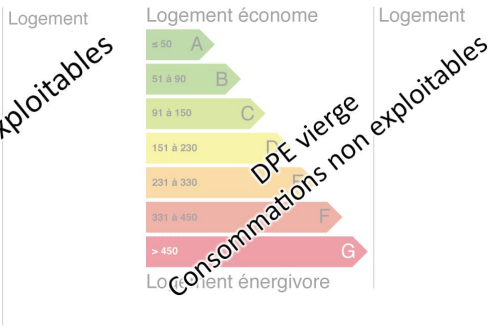 Logement
xploitables
Logement économe
≤ 50 A
51 à 90 B
91 à 150 C
151 à 230 D
231 à 330 E
331 à 450 F
> 450 G
Logement énergivore
DPE vierge
Consommations non exploitables
Logement